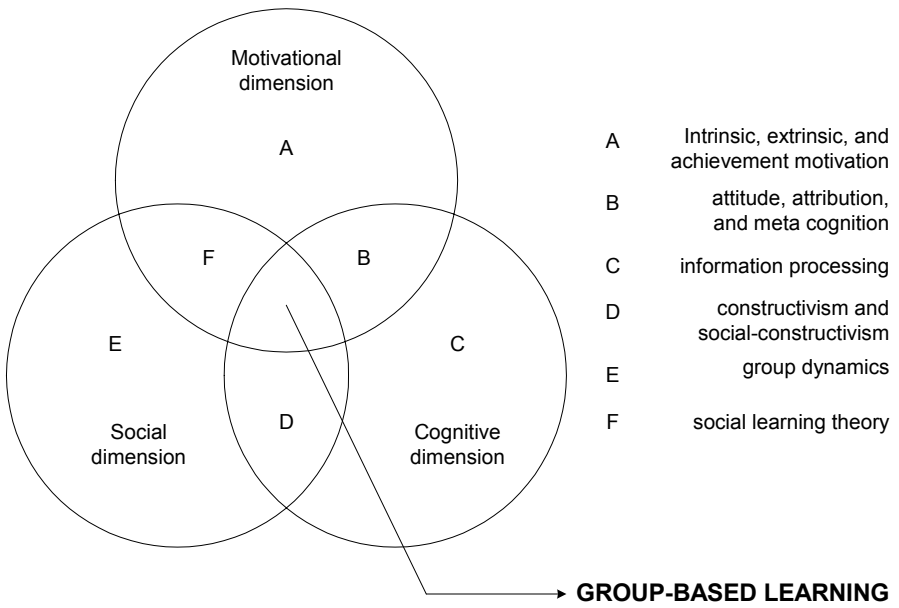 Motivational
dimension
A
F
B
E
C
D
Social
dimension
Cognitive
dimension
A Intrinsic, extrinsic, and
achievement motivation
B attitude, attribution,
and meta cognition
C information processing
D constructivism and
social-constructivism
E group dynamics
F social learning theory
GROUP-BASED LEARNING